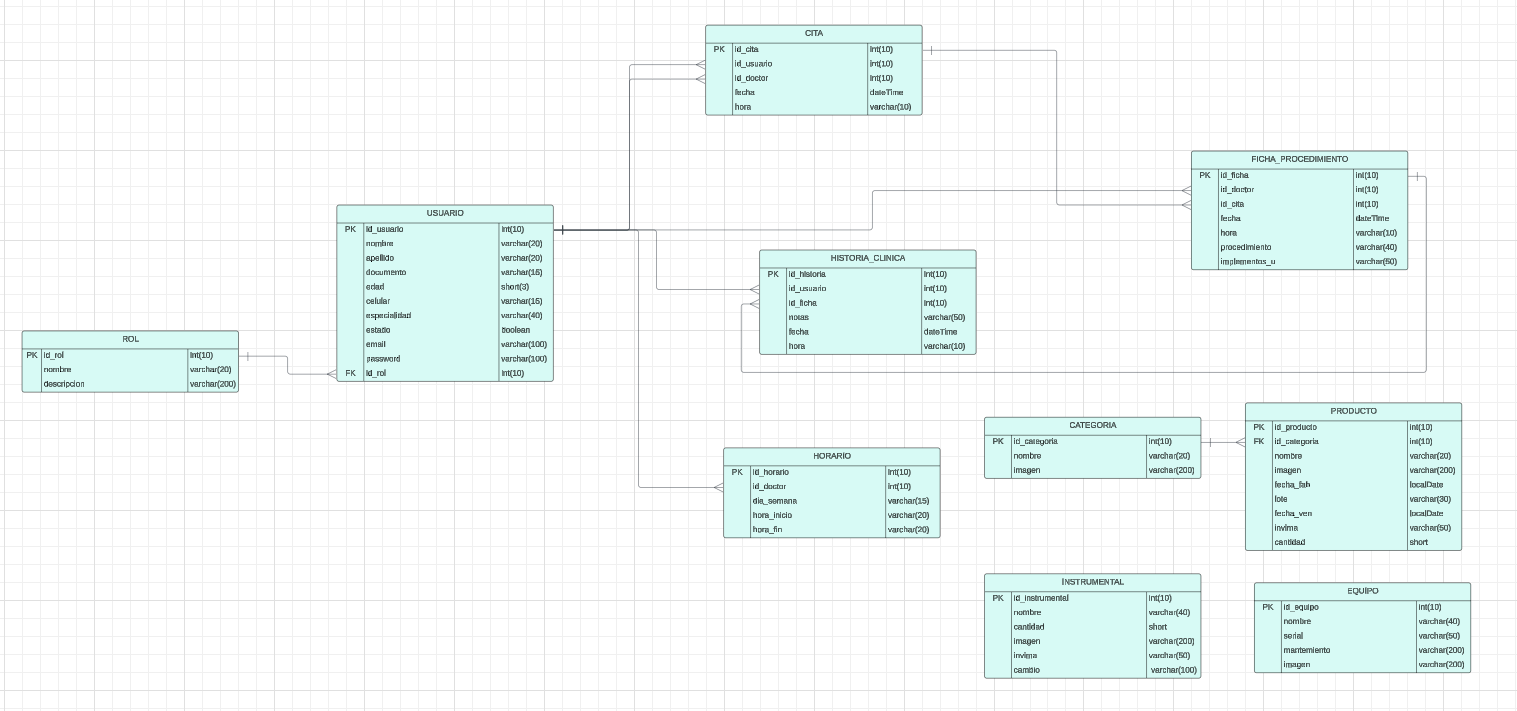 CITA
PK id_cita Int(10)
id_usuario Int(10)
id_doctor Int(10)
fecha dateTime
hora varchar(10)
FICHA_PROCEDIMIENTO
PK id_ficha Int(10)
id_doctor Int(10)
id_cita Int(10)
fecha dateTime
hora varchar(10)
procedimiento varchar(40)
implementos_u varchar(50)
USUARIO
PK id_usuario Int(10)
nombre varchar(20)
apellido varchar(20)
documento varchar(15)
edad short(3)
celular varchar(15)
especialidad varchar(40)
estado boolean
email varchar(100)
password varchar(100)
FK id_rol Int(10)
HISTORIA_CLINICA
PK id_historia Int(10)
id_usuario Int(10)
id_ficha Int(10)
notas varchar(50)
fecha dateTime
hora varchar(10)
ROL
PK id_rol Int(10)
nombre varchar(20)
descripcion varchar(200)
CATEGORIA
PK id_categoria Int(10)
nombre varchar(20)
imagen varchar(200)
PRODUCTO
PK id_producto Int(10)
FK id_categoria Int(10)
nombre varchar(20)
imagen varchar(200)
fecha_fab localDate
lote varchar(30)
fecha_ven localDate
invima varchar(50)
cantidad short
HORARIO
PK id_horario Int(10)
id_doctor Int(10)
dia_semana varchar(15)
hora_inicio varchar(20)
hora_fin varchar(20)
INSTRUMENTAL
PK id_instrumental Int(10)
nombre varchar(40)
cantidad short
imagen varchar(200)
invima varchar(50)
cambio varchar(100)
EQUIPO
PK id_equipo Int(10)
nombre varchar(40)
serial varchar(50)
mantemiento varchar(200)
imagen varchar(200)